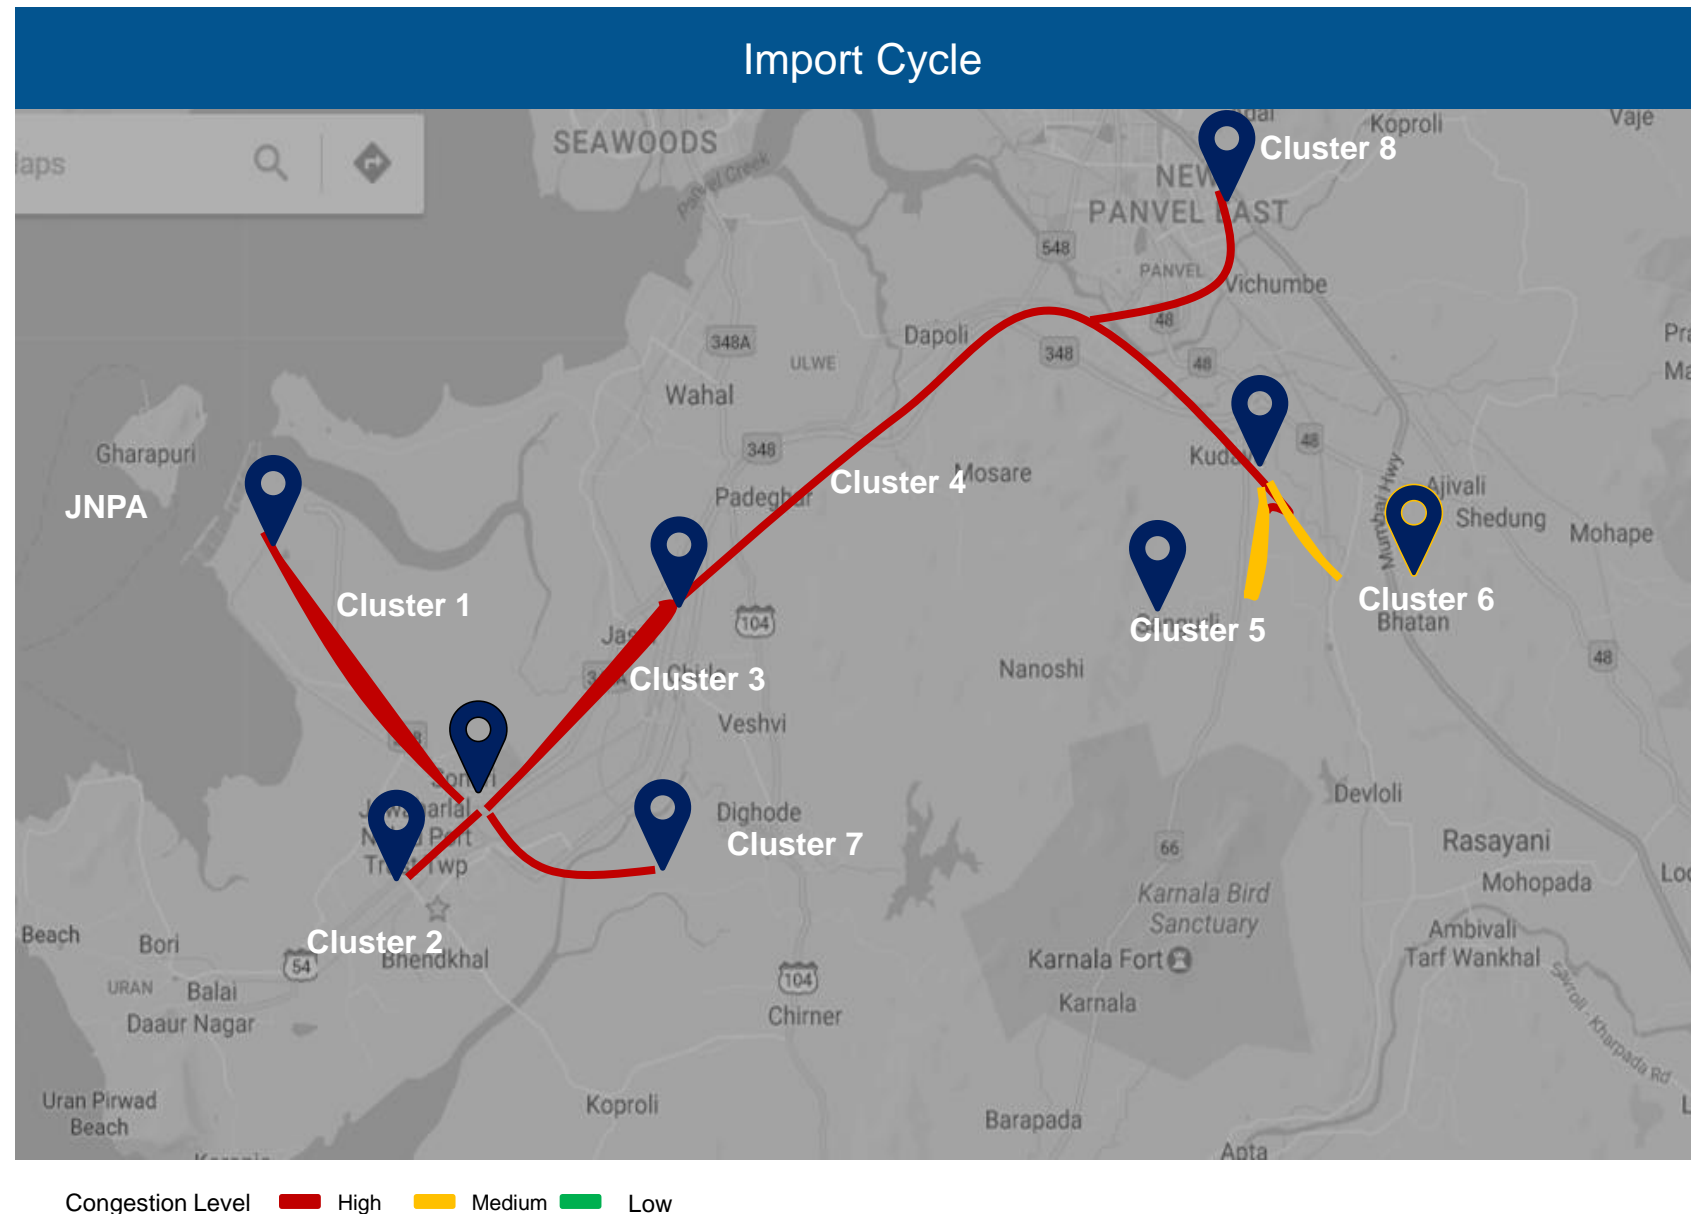 Import Cycle
SEAWOODS
Koproli
Vaje
Cluster 8
Panvel Creek
NEW
PANVEL EAST
548
PANVEL
Vichumbe
48
348A
ULWE
Dapoli
348
48
Wahal
348
48
Gharapuri
Padeghar
Cluster 4
Mosare
Mumbai Hwy
Ajivali
JNPA
Shedung
Mohape
Cluster 1
104
Cluster 6
Bhatan
Cluster 5
48
Cluster 3
Nanoshi
Veshvi
Devloli
Dighode
Cluster 7
Rasayani
66
Mohopada
Karnala Bird
Sanctuary
Beach
Bori
Cluster 2
Bhendkhal
54
Ambivali
Tarf Wankhal
Karnala Fort
104
URAN
Balai
Karnala
Daaur Nagar
Chirner
Savroli - Kharpada Rd
Uran Pirwad
Beach
Koproli
Barapada
Apta
Congestion Level High Medium Low